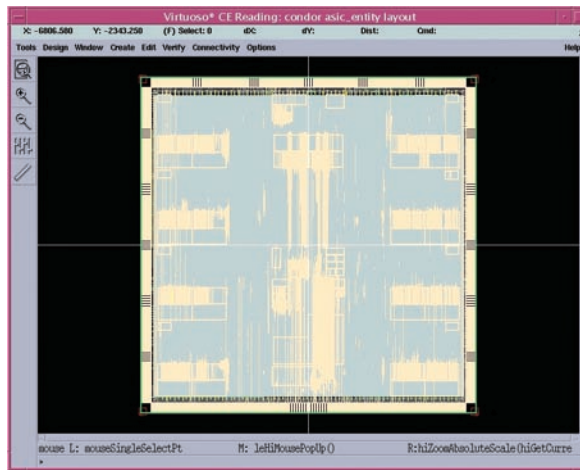 Virtuoso* CE Reading: condor asic_entity layout
X: -6806.500 Y: -2343.250 (F) Select: 0 dX: dY: Dist: Cmd:
Tools Design Window Create Edit Verify Connectivity Options Help
mouse L: mouseSingleSelectPt M: leHiMousePopUp() R:hiZoomAbsoluteScale(hiGetCurre
>